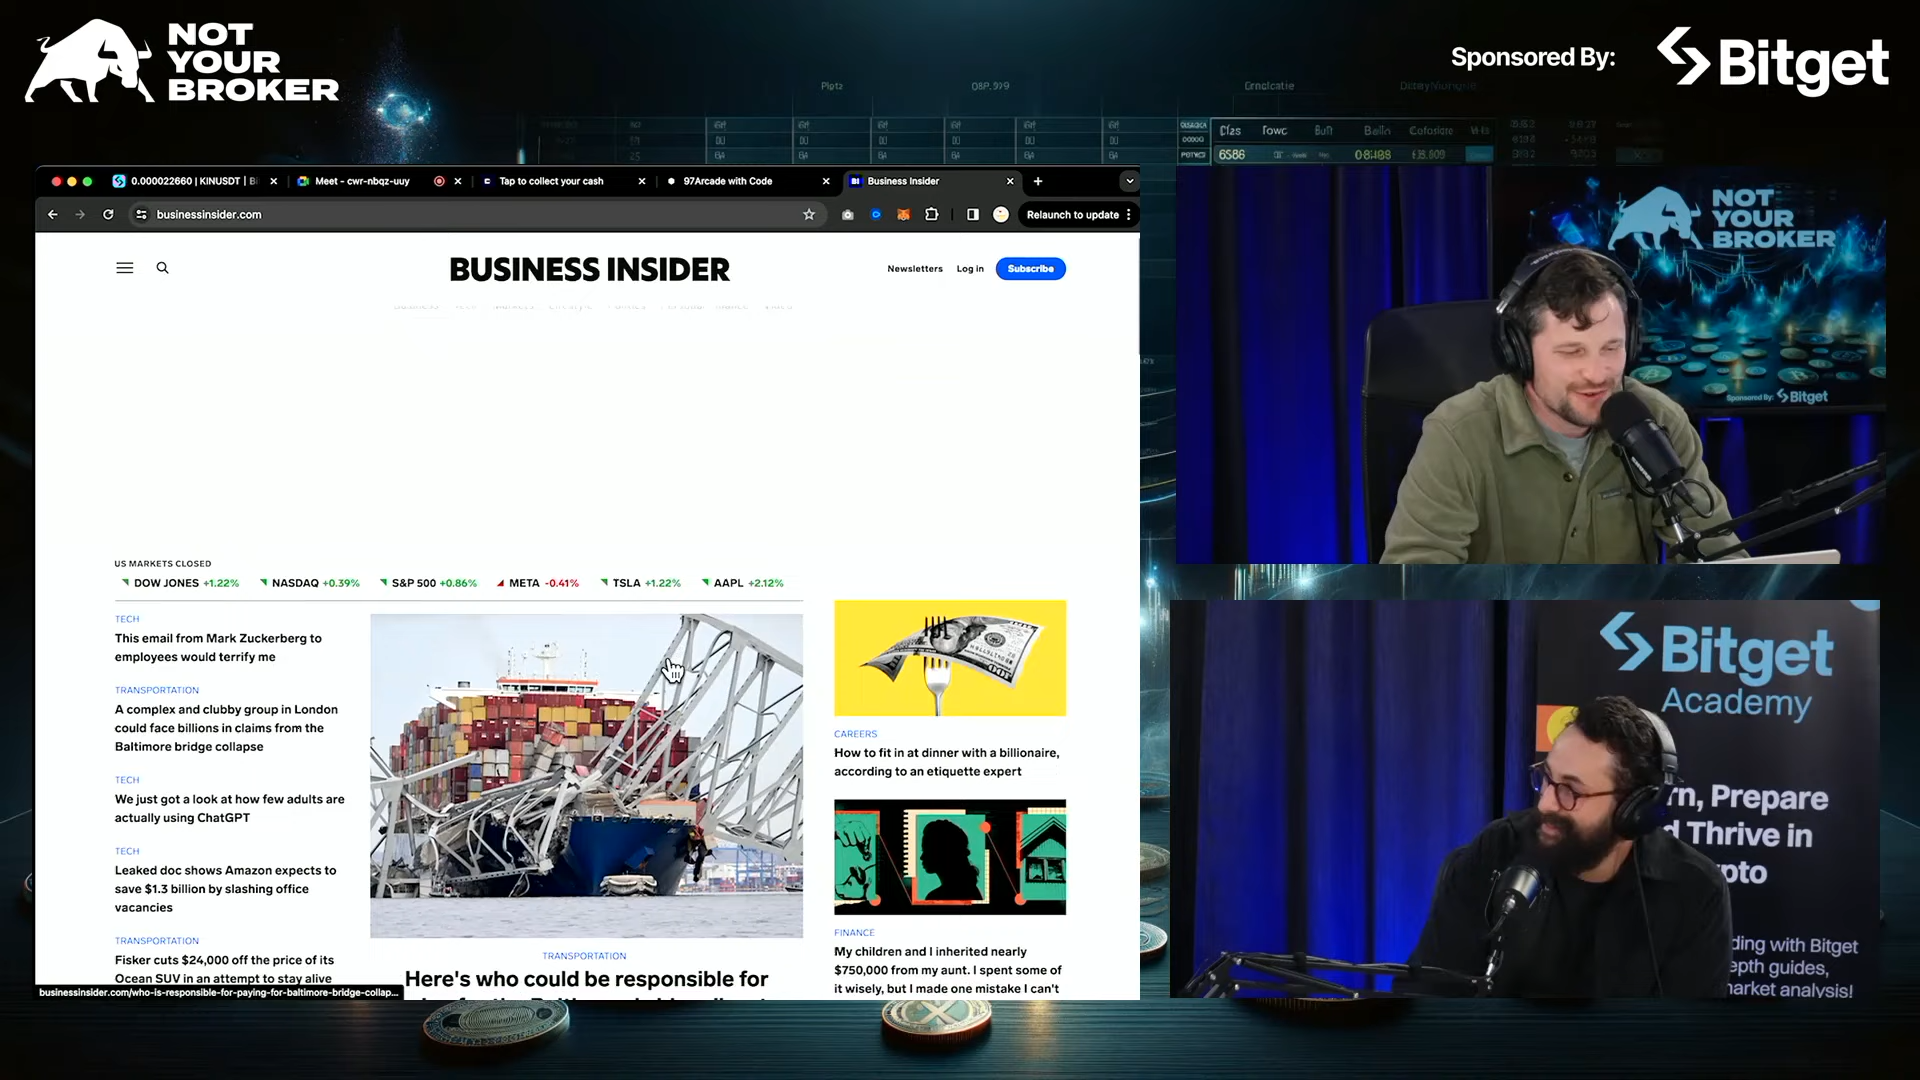 NOT
YOUR
BROKER
Sponsored By:
Bitget
0.000022660 | KINUSDT |
Meet - cwr-nbqz-uuy
Tap to collect your cash
97Arcade with Code
BI
Business Insider
businessinsider.com
Relaunch to update
BUSINESS INSIDER
Newsletters
Log in
Subscribe
US MARKETS CLOSED
DOW JONES +1.22%
NASDAQ +0.39%
S&P 500 +0.86%
META -0.41%
TSLA +1.22%
AAPL +2.12%
TECH
This email from Mark Zuckerberg to
employees would terrify me
TRANSPORTATION
A complex and clubby group in London
could face billions in claims from the
Baltimore bridge collapse
TECH
We just got a look at how few adults are
actually using ChatGPT
TECH
Leaked doc shows Amazon expects to
save $1.3 billion by slashing office
vacancies
TRANSPORTATION
Fisker cuts $24,000 off the price of its
Ocean SUV in an attempt to stay alive
businessinsider.com/who-is-responsible-for-paying-for-baltimore-bridge-collap...
TRANSPORTATION
Here's who could be responsible for
CAREERS
How to fit in at dinner with a billionaire,
according to an etiquette expert
FINANCE
My children and I inherited nearly
$750,000 from my aunt. I spent some of
it wisely, but I made one mistake I can't
NOT
YOUR
BROKER
Sponsored By: Bitget
Bitget
Academy
rn, Prepare
d Thrive in
pto
ding with Bitget
epth guides,
arket analysis!